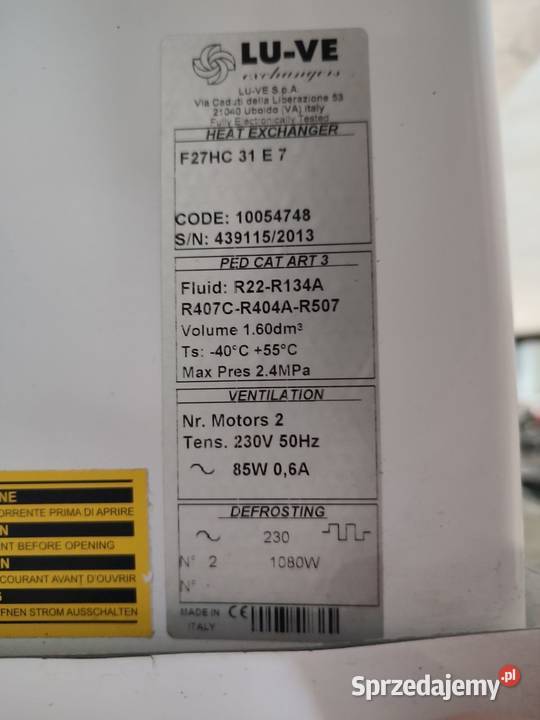 LU-VE
exchangers
LU-VE S.p.A.
Via Caduti della Liberazione 53
21040 Uboldo (VA) Italy
Fully Electronically Tested
HEAT EXCHANGER
F27HC 31 E 7
CODE: 10054748
S/N: 439115/2013
PED CAT ART 3
Fluid: R22-R134A
R407C-R404A-R507
Volume 1.60dm³
Ts: -40°C +55°C
Max Pres 2.4MPa
VENTILATION
Nr. Motors 2
Tens. 230V 50Hz
85W 0,6A
DEFROSTING
230
N° 2 1080W
N°
MADE IN
ITALY
CE
NE
ORRENTE PRIMA DI APRIRE
N
NT BEFORE OPENING
N
COURANT AVANT D'OUVRIR
G
FNEN STROM AUSSCHALTEN
Sprzedajemy.pl